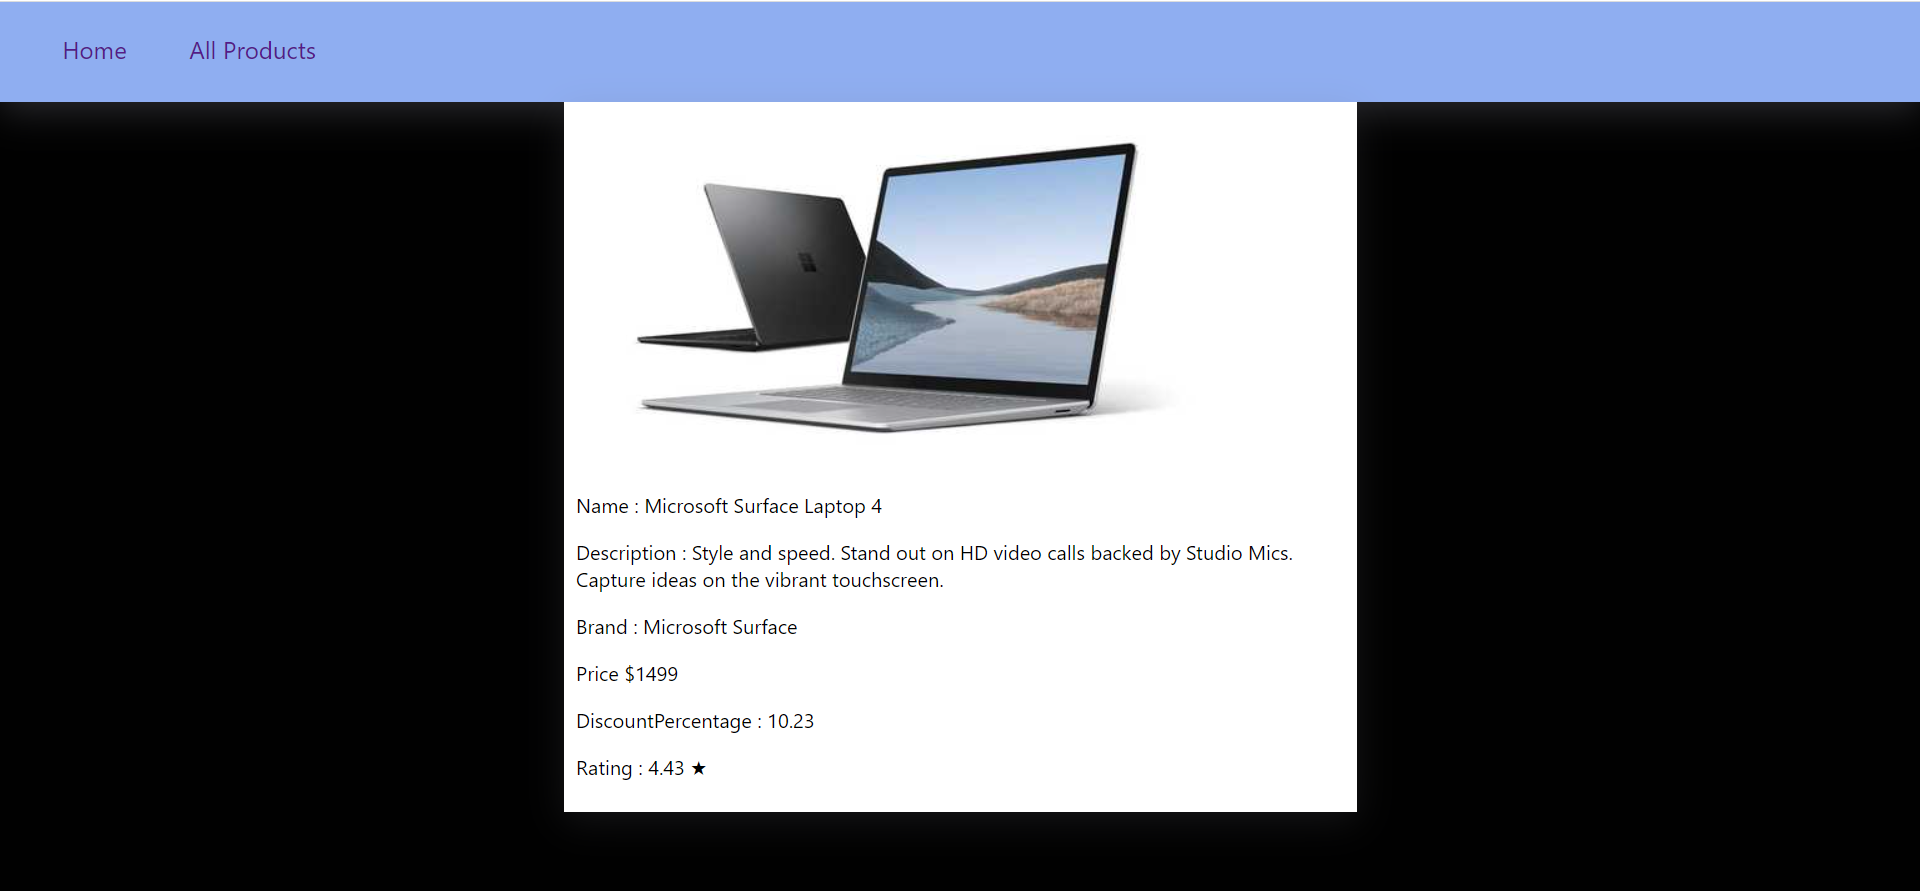 Home All Products
Name : Microsoft Surface Laptop 4
Description : Style and speed. Stand out on HD video calls backed by Studio Mics.
Capture ideas on the vibrant touchscreen.
Brand : Microsoft Surface
Price $1499
DiscountPercentage : 10.23
Rating : 4.43 ★